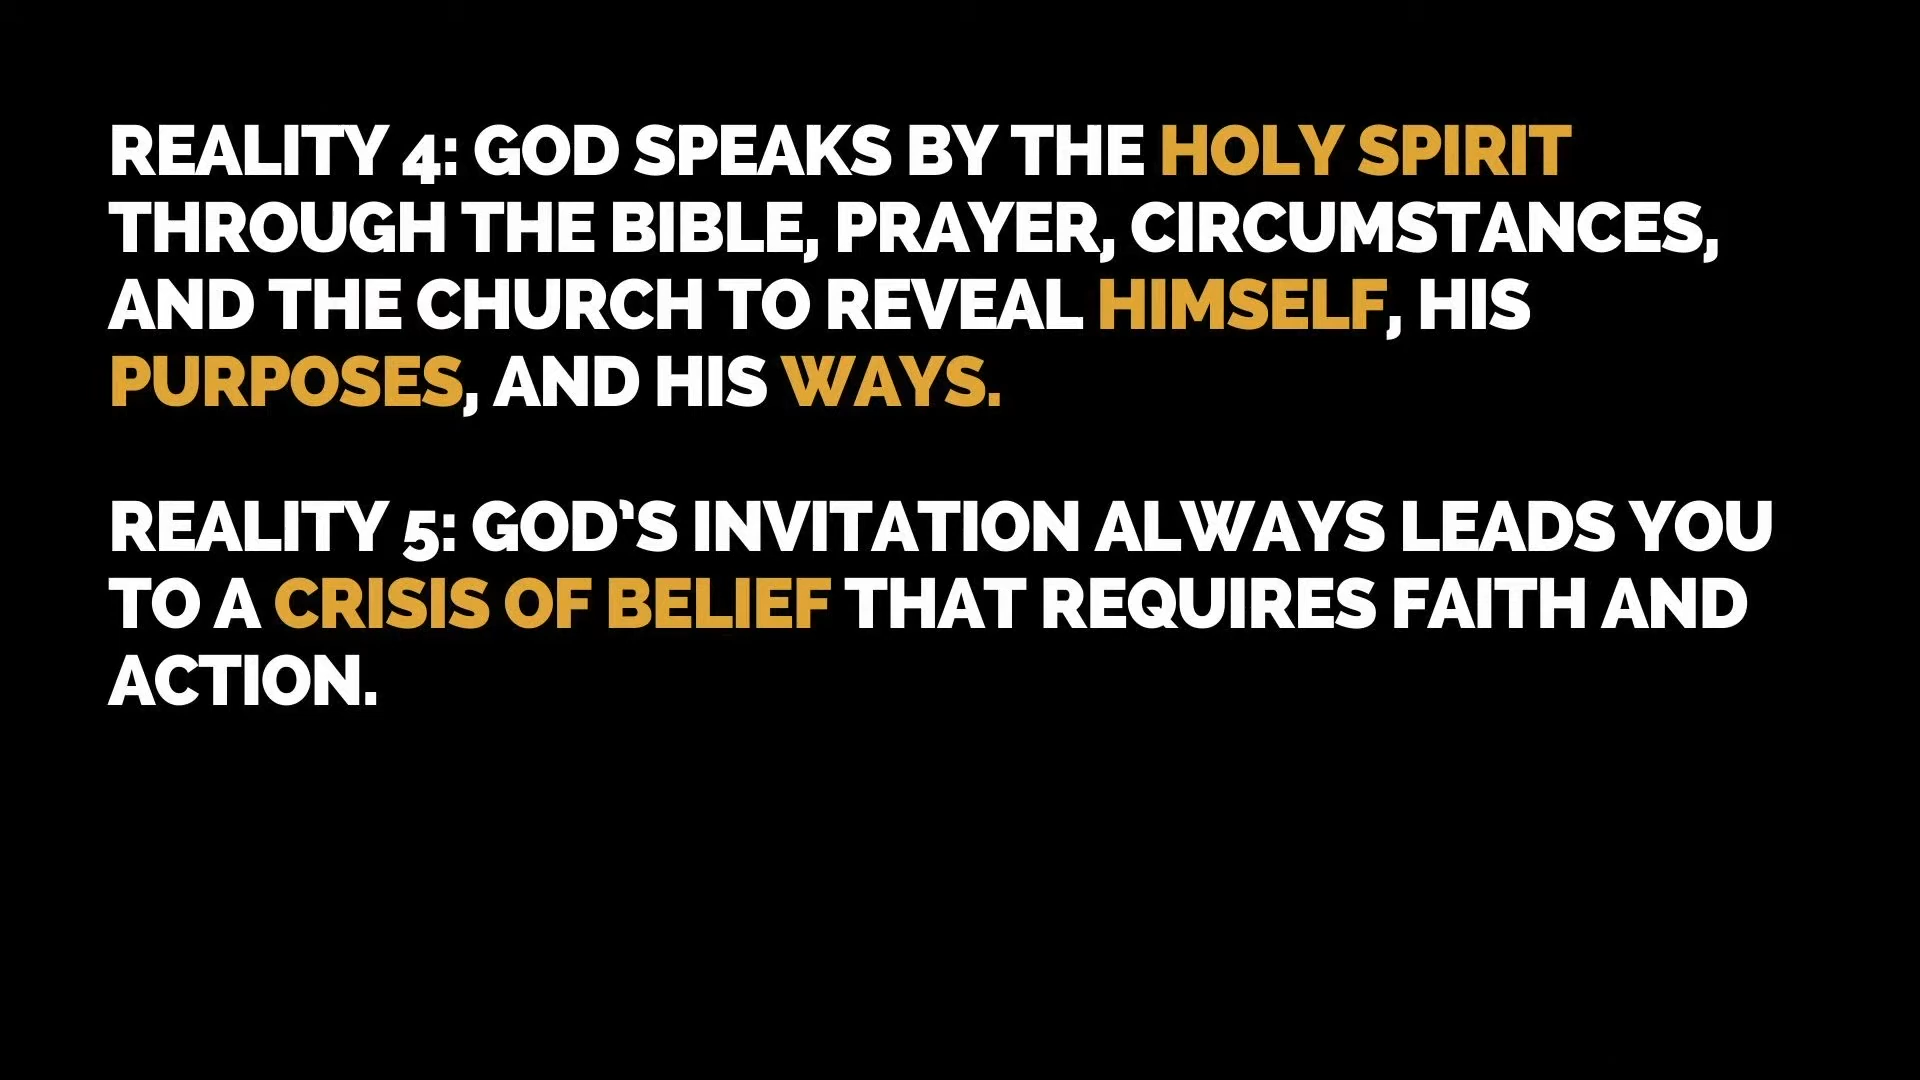 REALITY 4: GOD SPEAKS BY THE HOLY SPIRIT
THROUGH THE BIBLE, PRAYER, CIRCUMSTANCES,
AND THE CHURCH TO REVEAL HIMSELF, HIS
PURPOSES, AND HIS WAYS.
REALITY 5: GOD'S INVITATION ALWAYS LEADS YOU
TO A CRISIS OF BELIEF THAT REQUIRES FAITH AND
ACTION.